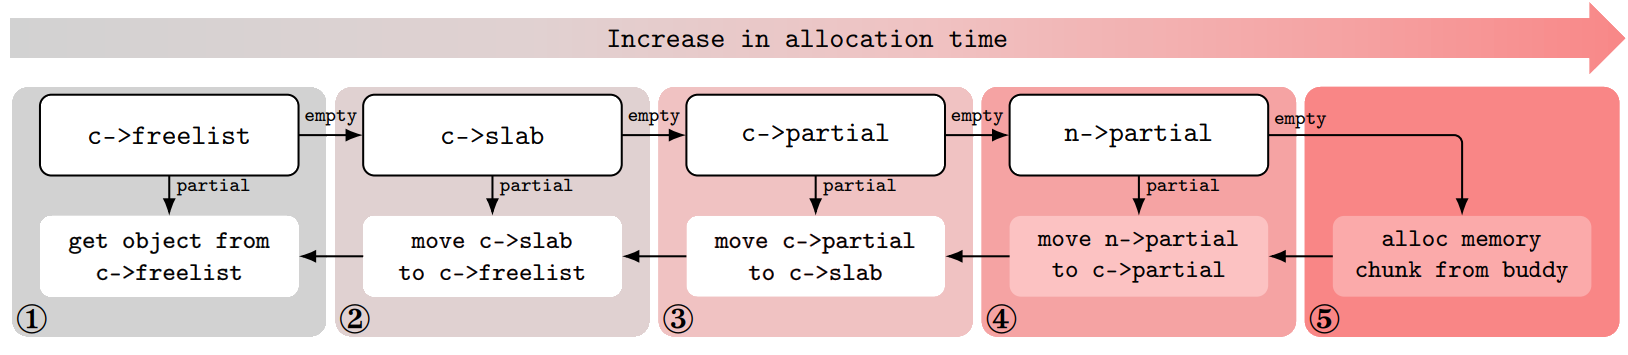 Increase in allocation time
c->freelist
empty
c->slab
empty
c->partial
empty
n->partial
empty
partial
partial
partial
partial
get object from
c->freelist
move c->slab
to c->freelist
move c->partial
to c->slab
move n->partial
to c->partial
alloc memory
chunk from buddy
①
②
③
④
⑤